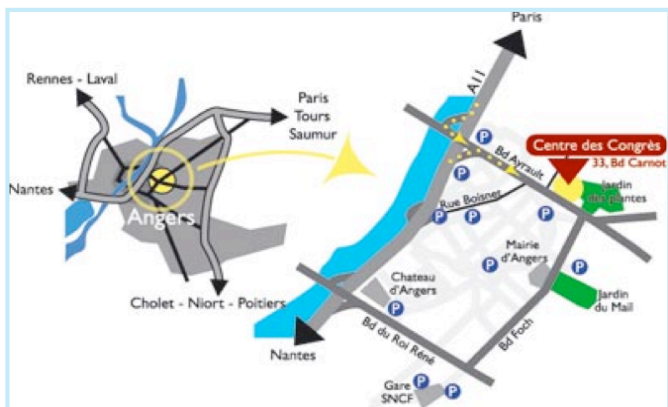 Rennes - Laval
Paris
Tours
Saumur
Nantes
Angers
Cholet - Niort - Poitiers
Paris
A11
P
Bd Ayrault
Centre des Congrès
33, Bd Carnot
Jardin
des plantes
P
Rue Boisnet
P
P
P
Mairie
d'Angers
P
P
Chateau
d'Angers
P
Jardin
du Mail
Nantes
Bd du Roi Réné
Bd Foch
Gare
SNCF
P
P